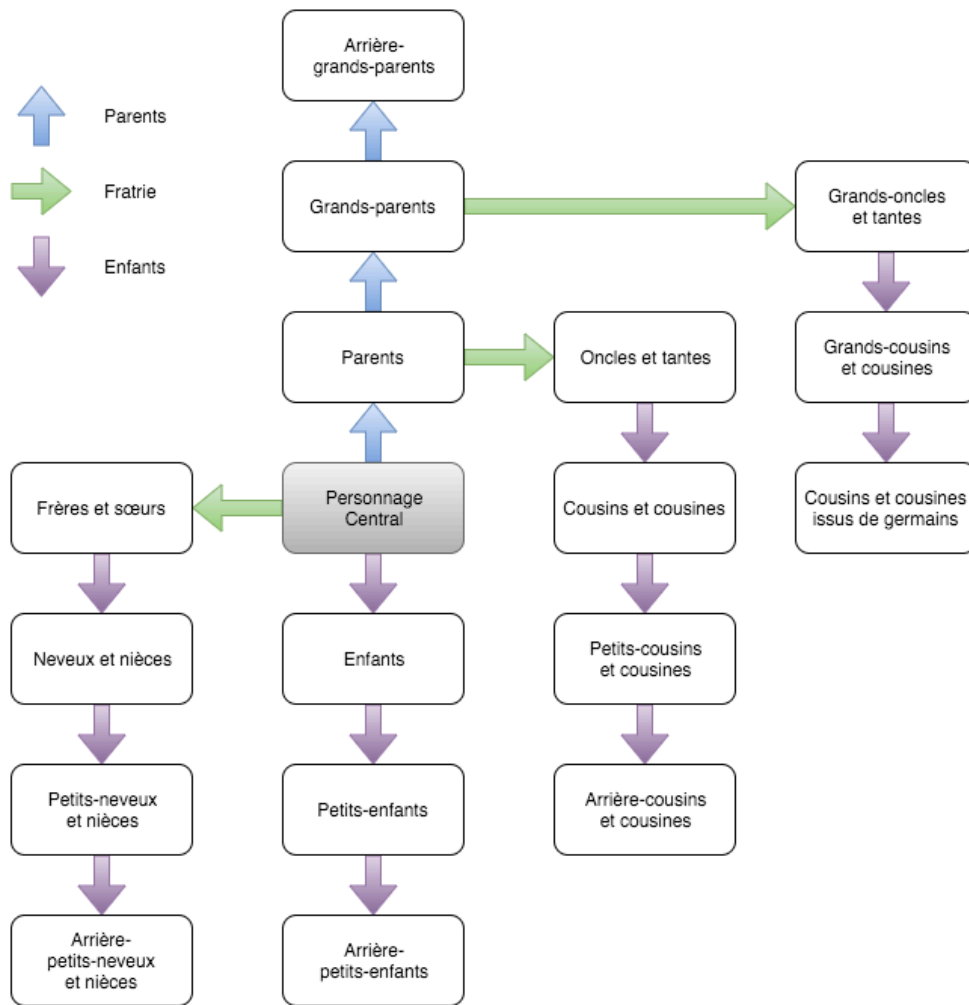 Arrière-
grands-parents
Parents
Fratrie
Grands-parents
Grands-oncles
et tantes
Enfants
Parents
Oncles et tantes
Grands-cousins
et cousines
Frères et sœurs
Personnage
Central
Cousins et cousines
Cousins et cousines
issus de germains
Neveux et nièces
Enfants
Petits-cousins
et cousines
Petits-neveux
et nièces
Petits-enfants
Arrière-cousins
et cousines
Arrière-
petits-neveux
et nièces
Arrière-
petits-enfants